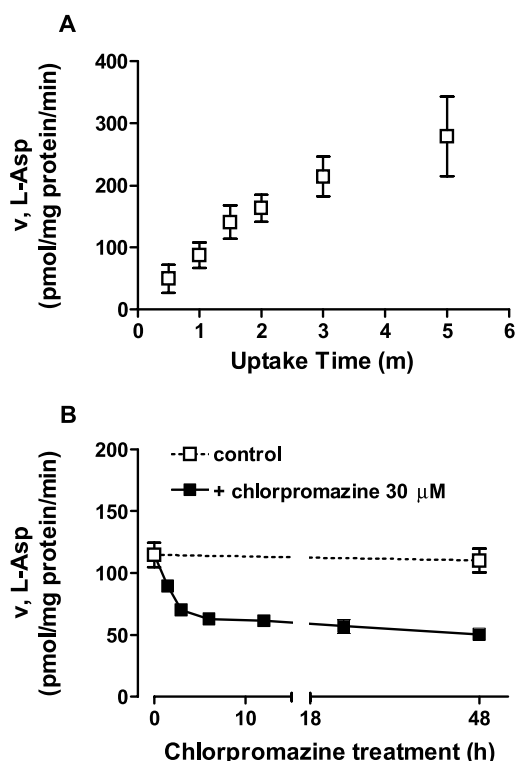 A
400
300
200
100
0
v, L-Asp
(pmol/mg protein/min)
0 1 2 3 4 5 6
Uptake Time (m)
B
control
+ chlorpromazine 30 μM
200
150
100
50
0
v, L-Asp
(pmol/mg protein/min)
0 10 18 48
Chlorpromazine treatment (h)